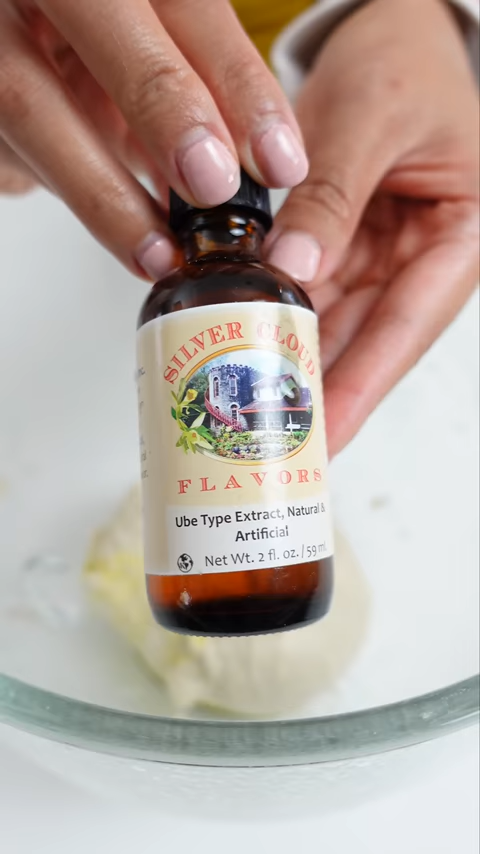 SILVER CLOUD
FLAVORS
Ube Type Extract, Natural &
Artificial
Net Wt. 2 fl. oz. / 59 ml.